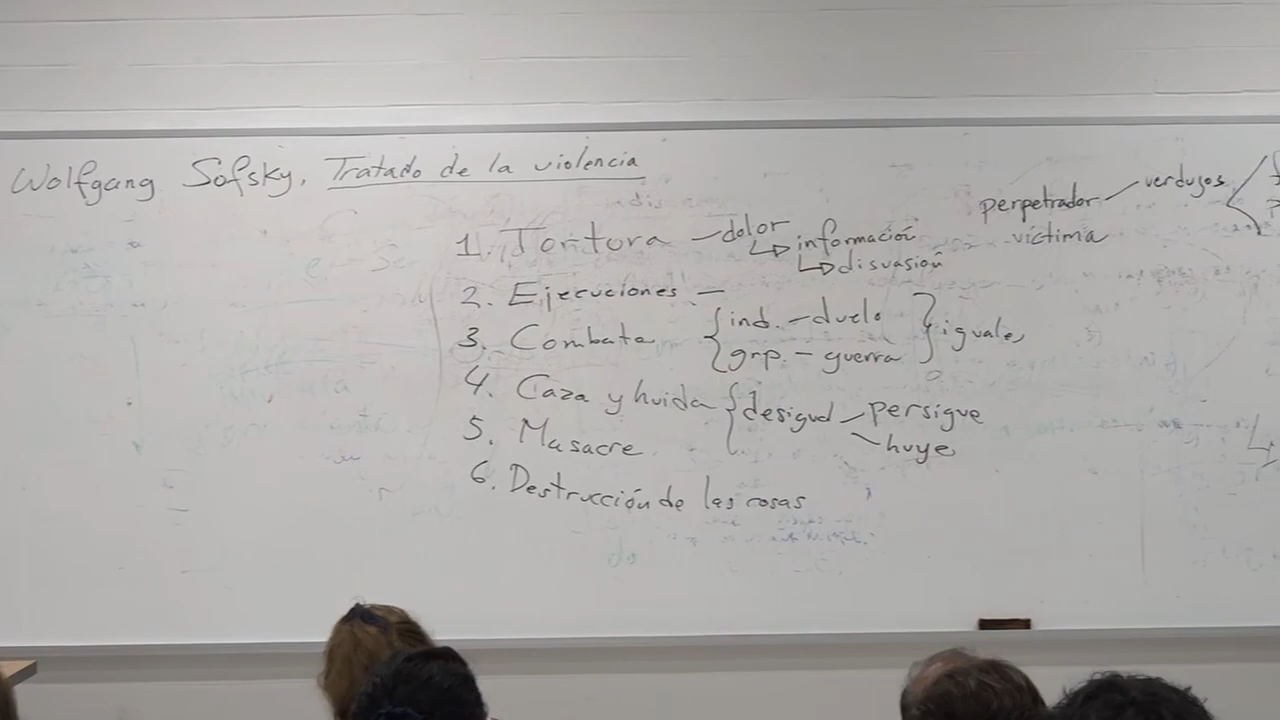 Wolfgang Sofsky, Tratado de la violencia
perpetrador — verdugos
víctima
1. Tortura — dolor
↳ información
↳ disuasión
2. Ejecuciones —
3. Combate { ind. - duelo } iguales
{ grp. - guerra }
4. Caza y huida { desigual — persigue
huye
5. Masacre
6. Destrucción de las cosas